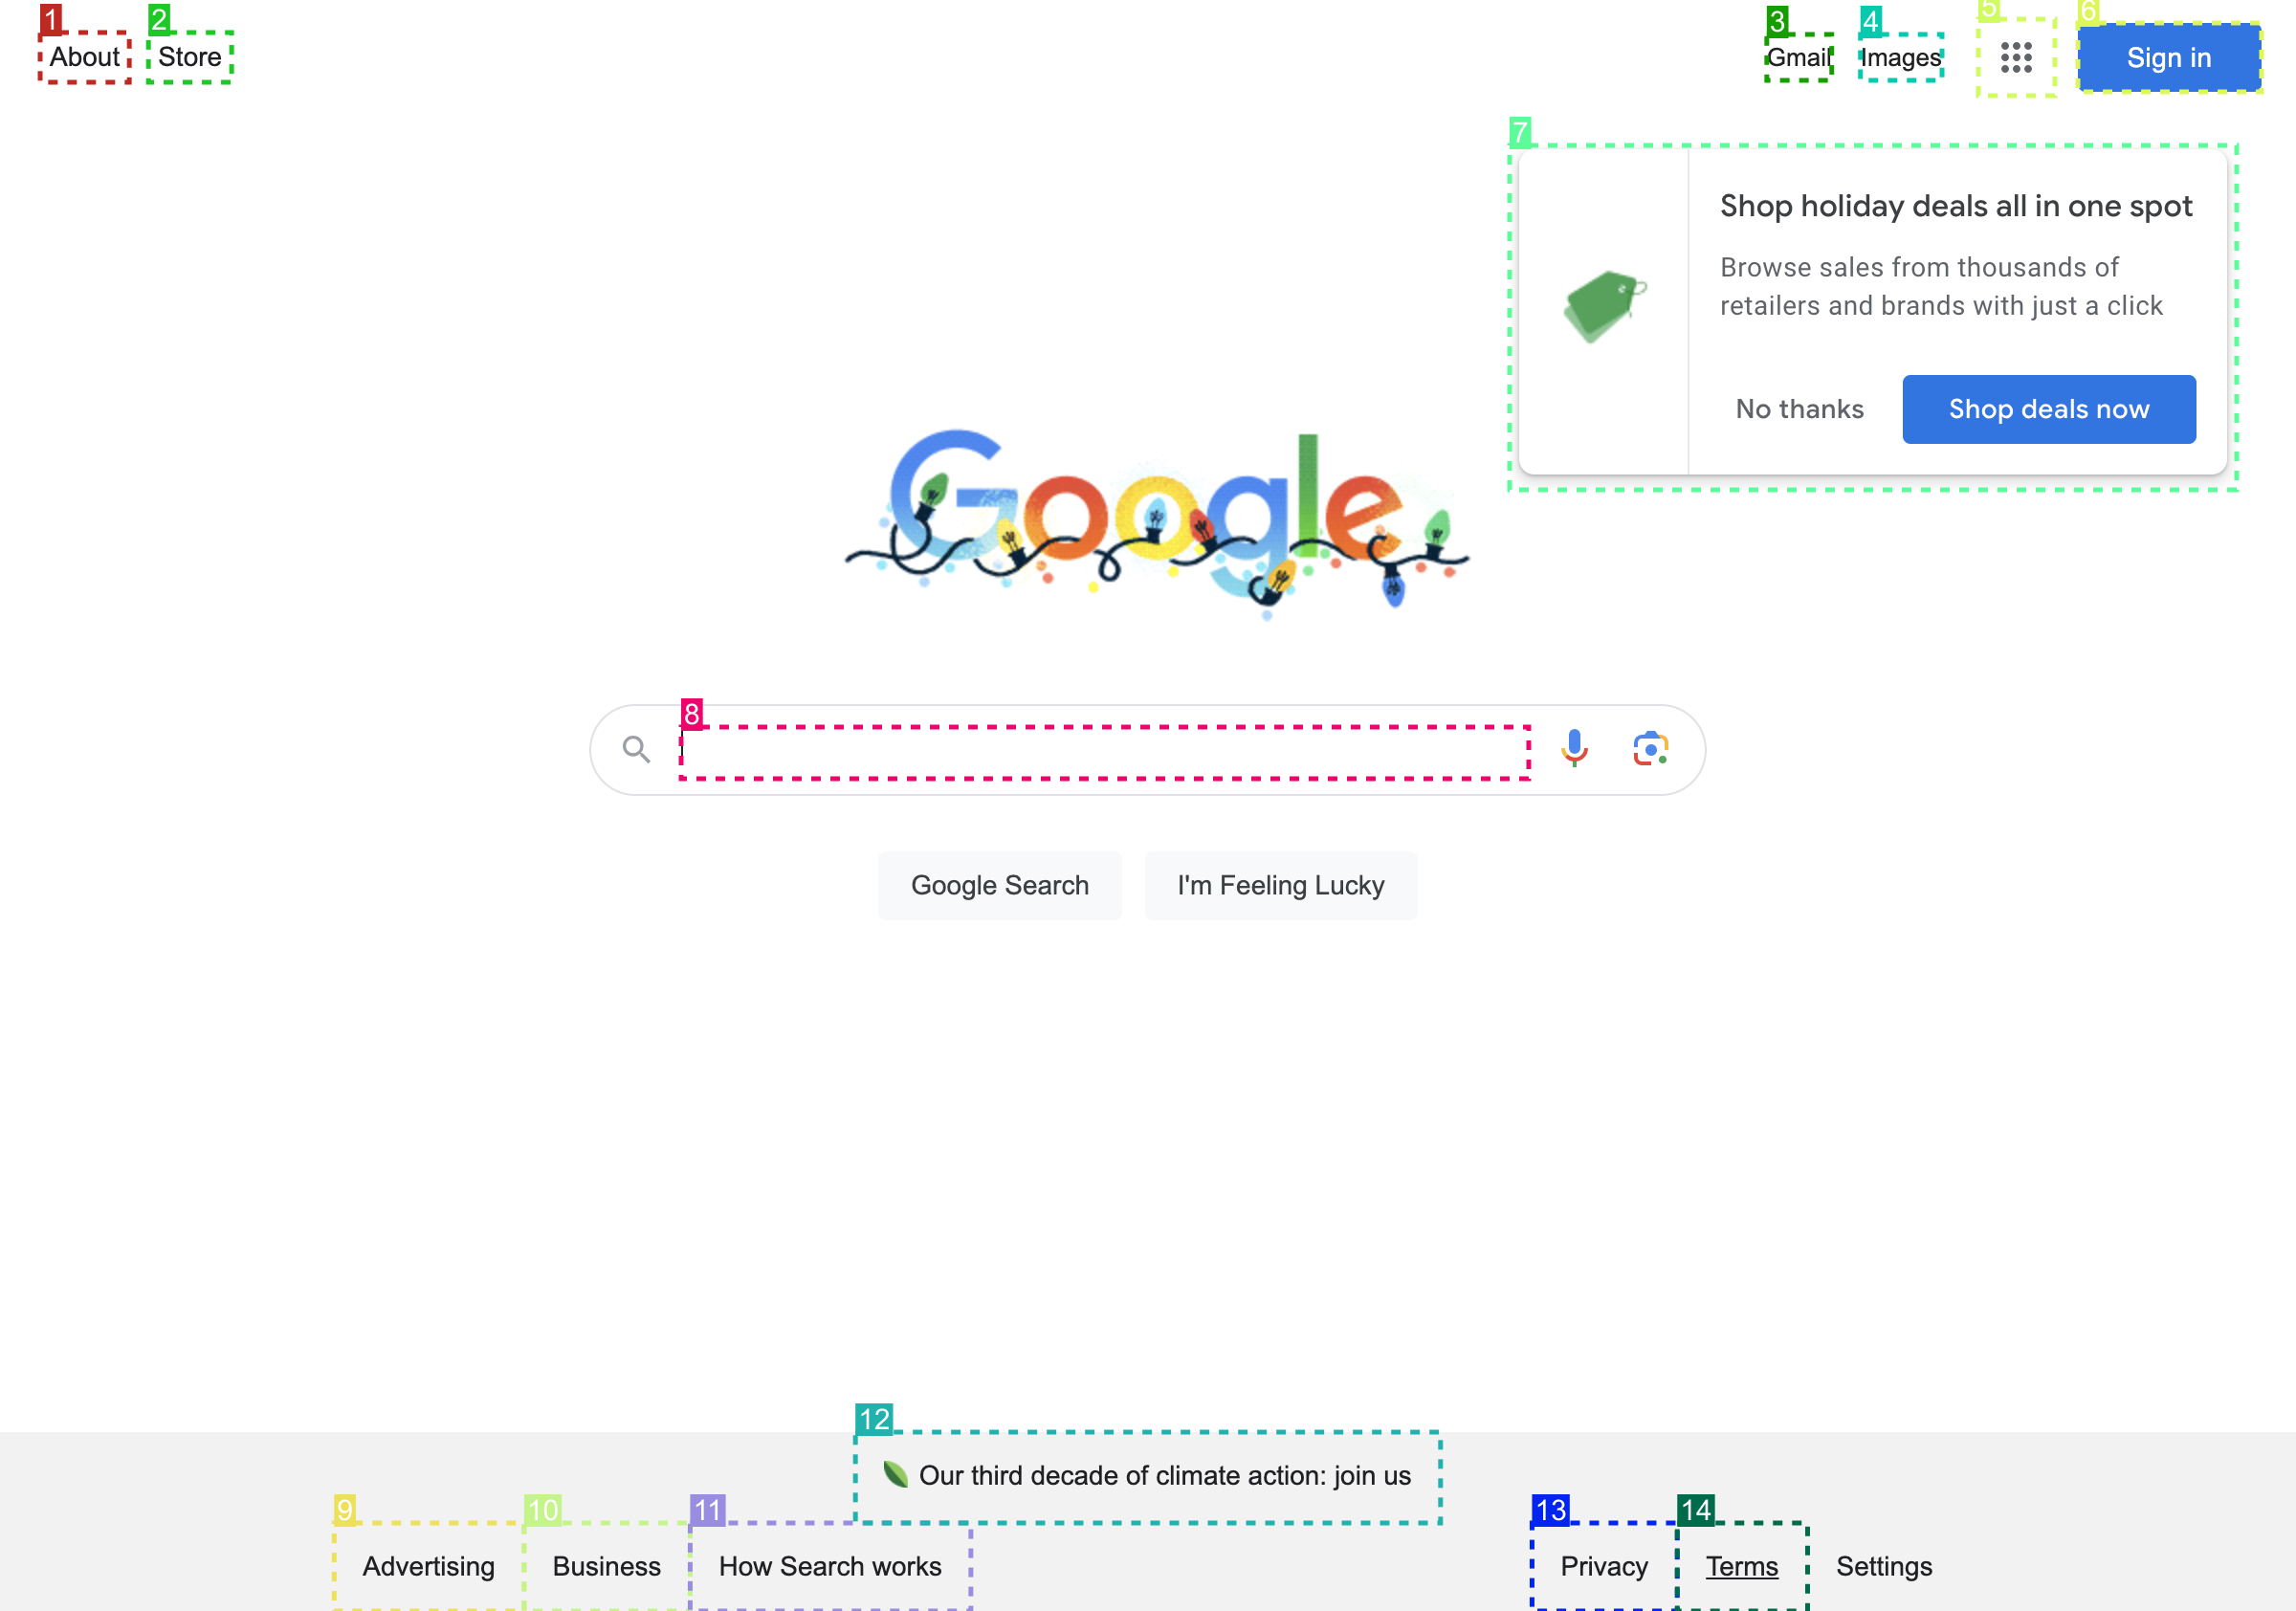 1
2
3
4
5
6
About
Store
Gmail
Images
Sign in
7
Shop holiday deals all in one spot
Browse sales from thousands of
retailers and brands with just a click
No thanks
Shop deals now
Google
8
Google Search
I'm Feeling Lucky
12
Our third decade of climate action: join us
9
10
11
13
14
Advertising
Business
How Search works
Privacy
Terms
Settings